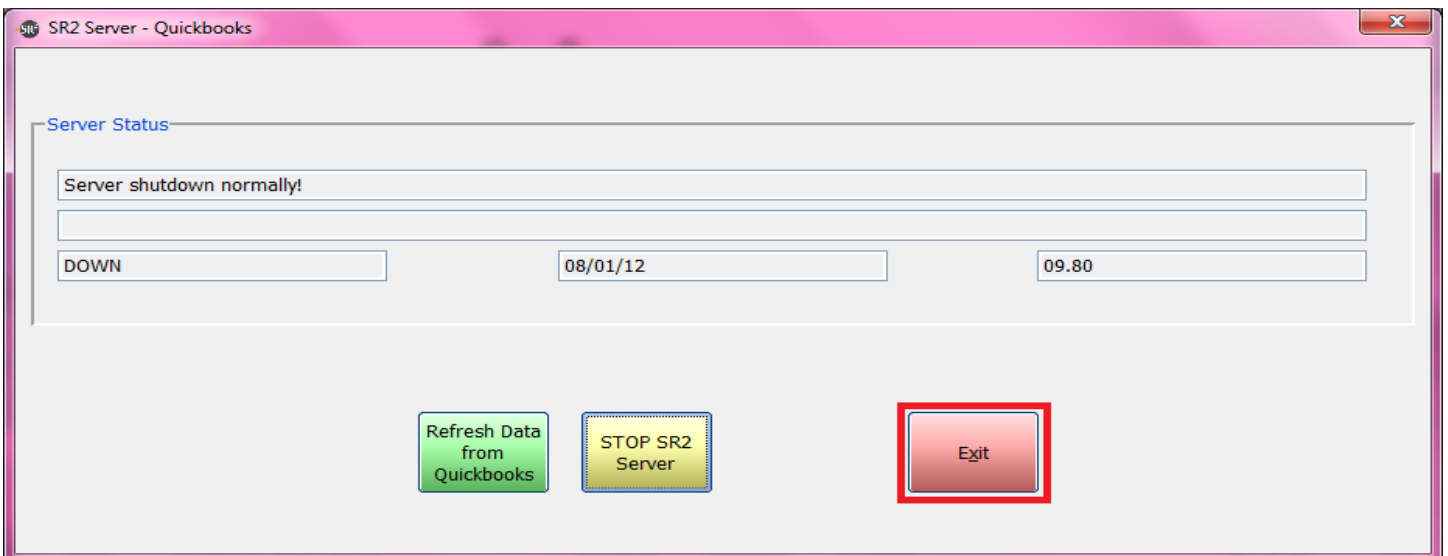 SR2 Server - Quickbooks
Server Status
Server shutdown normally!
DOWN 08/01/12 09.80
Refresh Data
from
Quickbooks
STOP SR2
Server
Exit